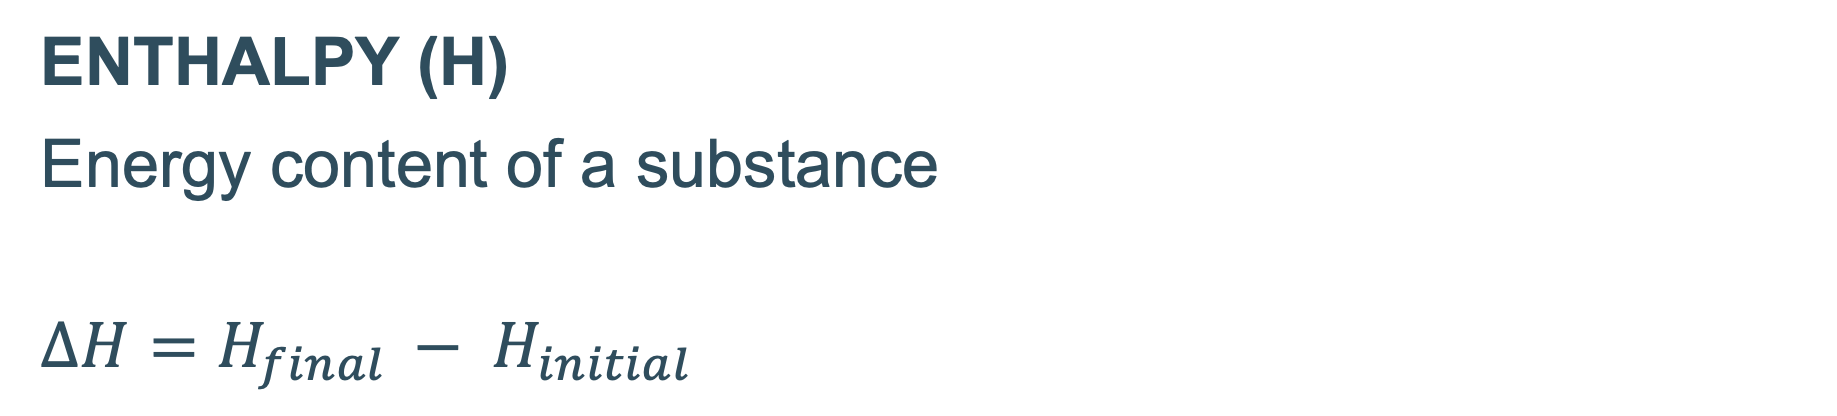 ENTHALPY (H)
Energy content of a substance
ΔH = H_final − H_initial